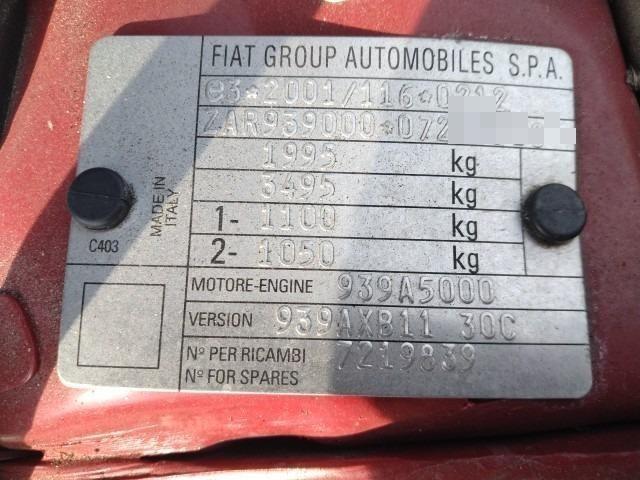 FIAT GROUP AUTOMOBILES S.P.A.
e3*2001/116*0212
ZAR939000*072
1995 kg
3495 kg
1- 1100 kg
2- 1050 kg
MADE IN
ITALY
C403
MOTORE-ENGINE 939A5000
VERSION 939AXB11 30C
Nº PER RICAMBI 7219839
Nº FOR SPARES